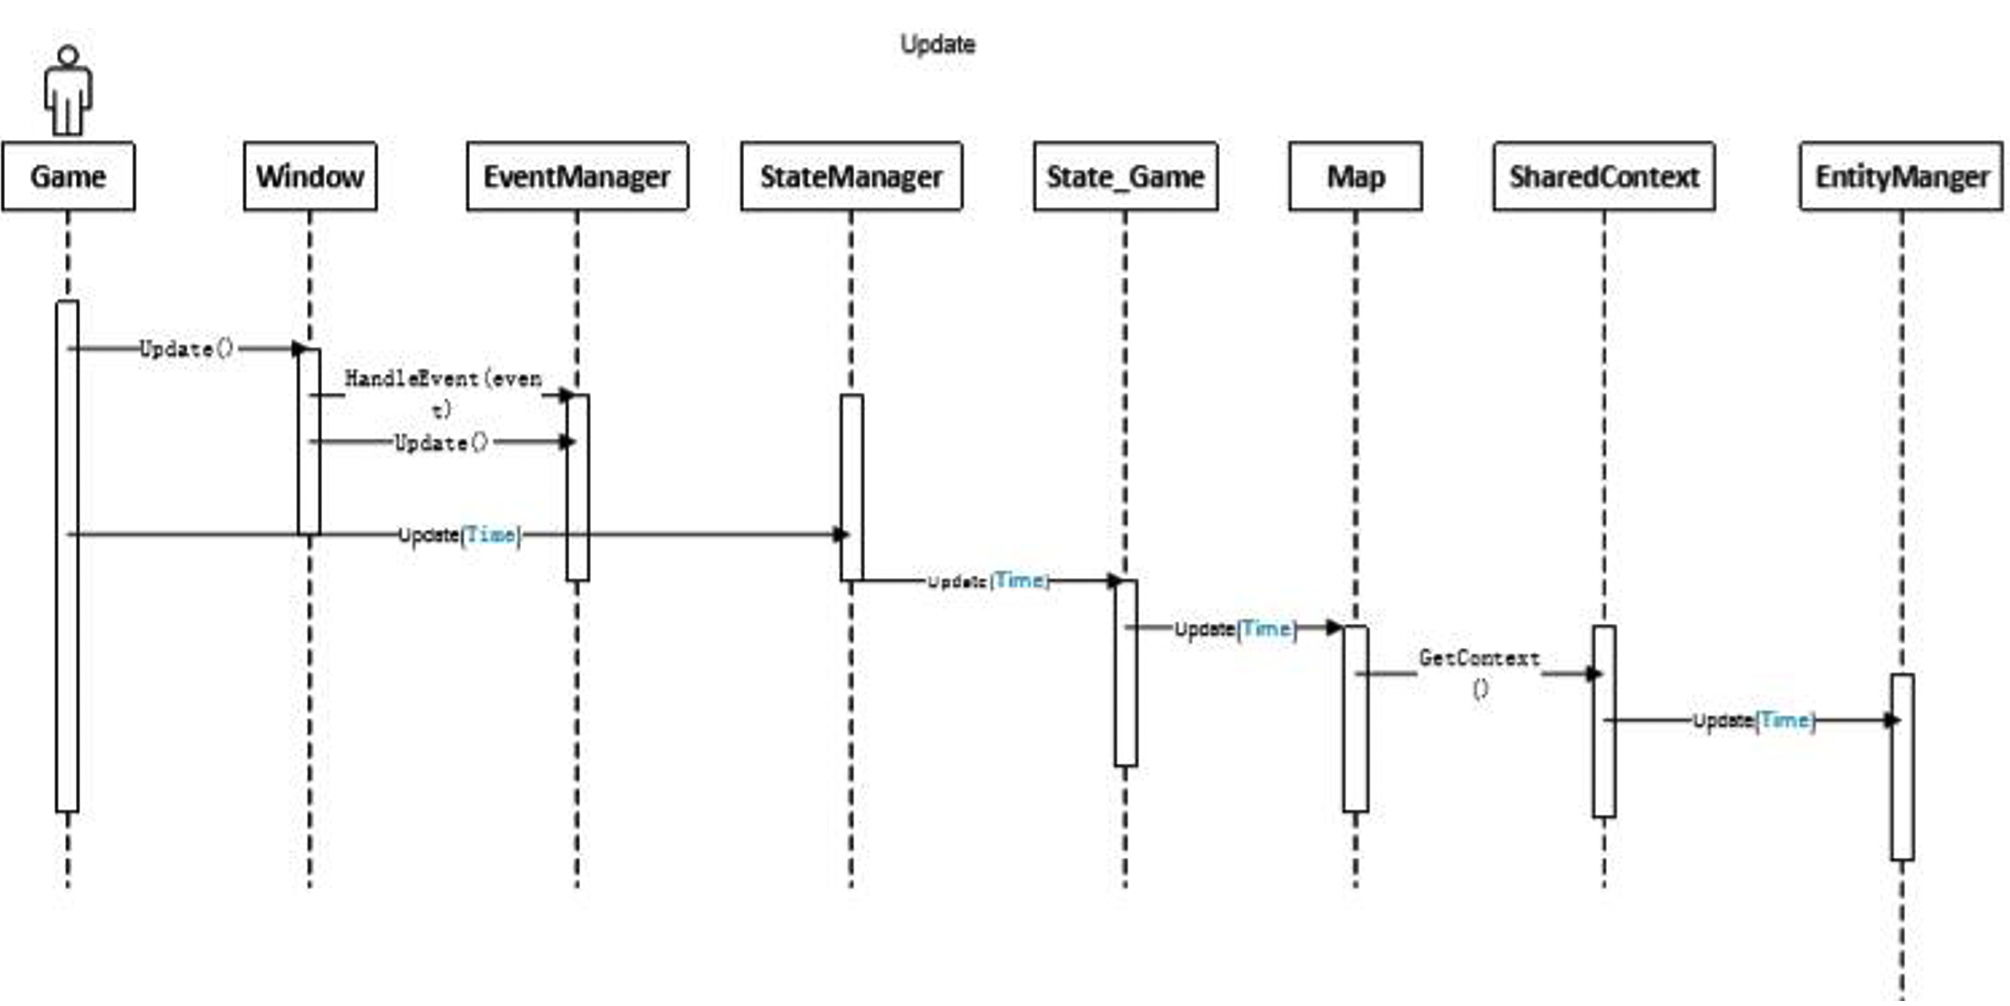 Update
Game
Window
EventManager
StateManager
State_Game
Map
SharedContext
EntityManger
Update()
HandleEvent(even
t)
Update()
Update(Time)
Update(Time)
Update(Time)
GetContext
()
Update(Time)